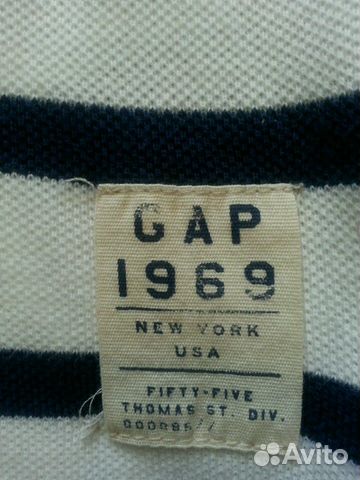 GAP
1969
NEW YORK
USA
FIFTY-FIVE
THOMAS ST. DIV.
Avito